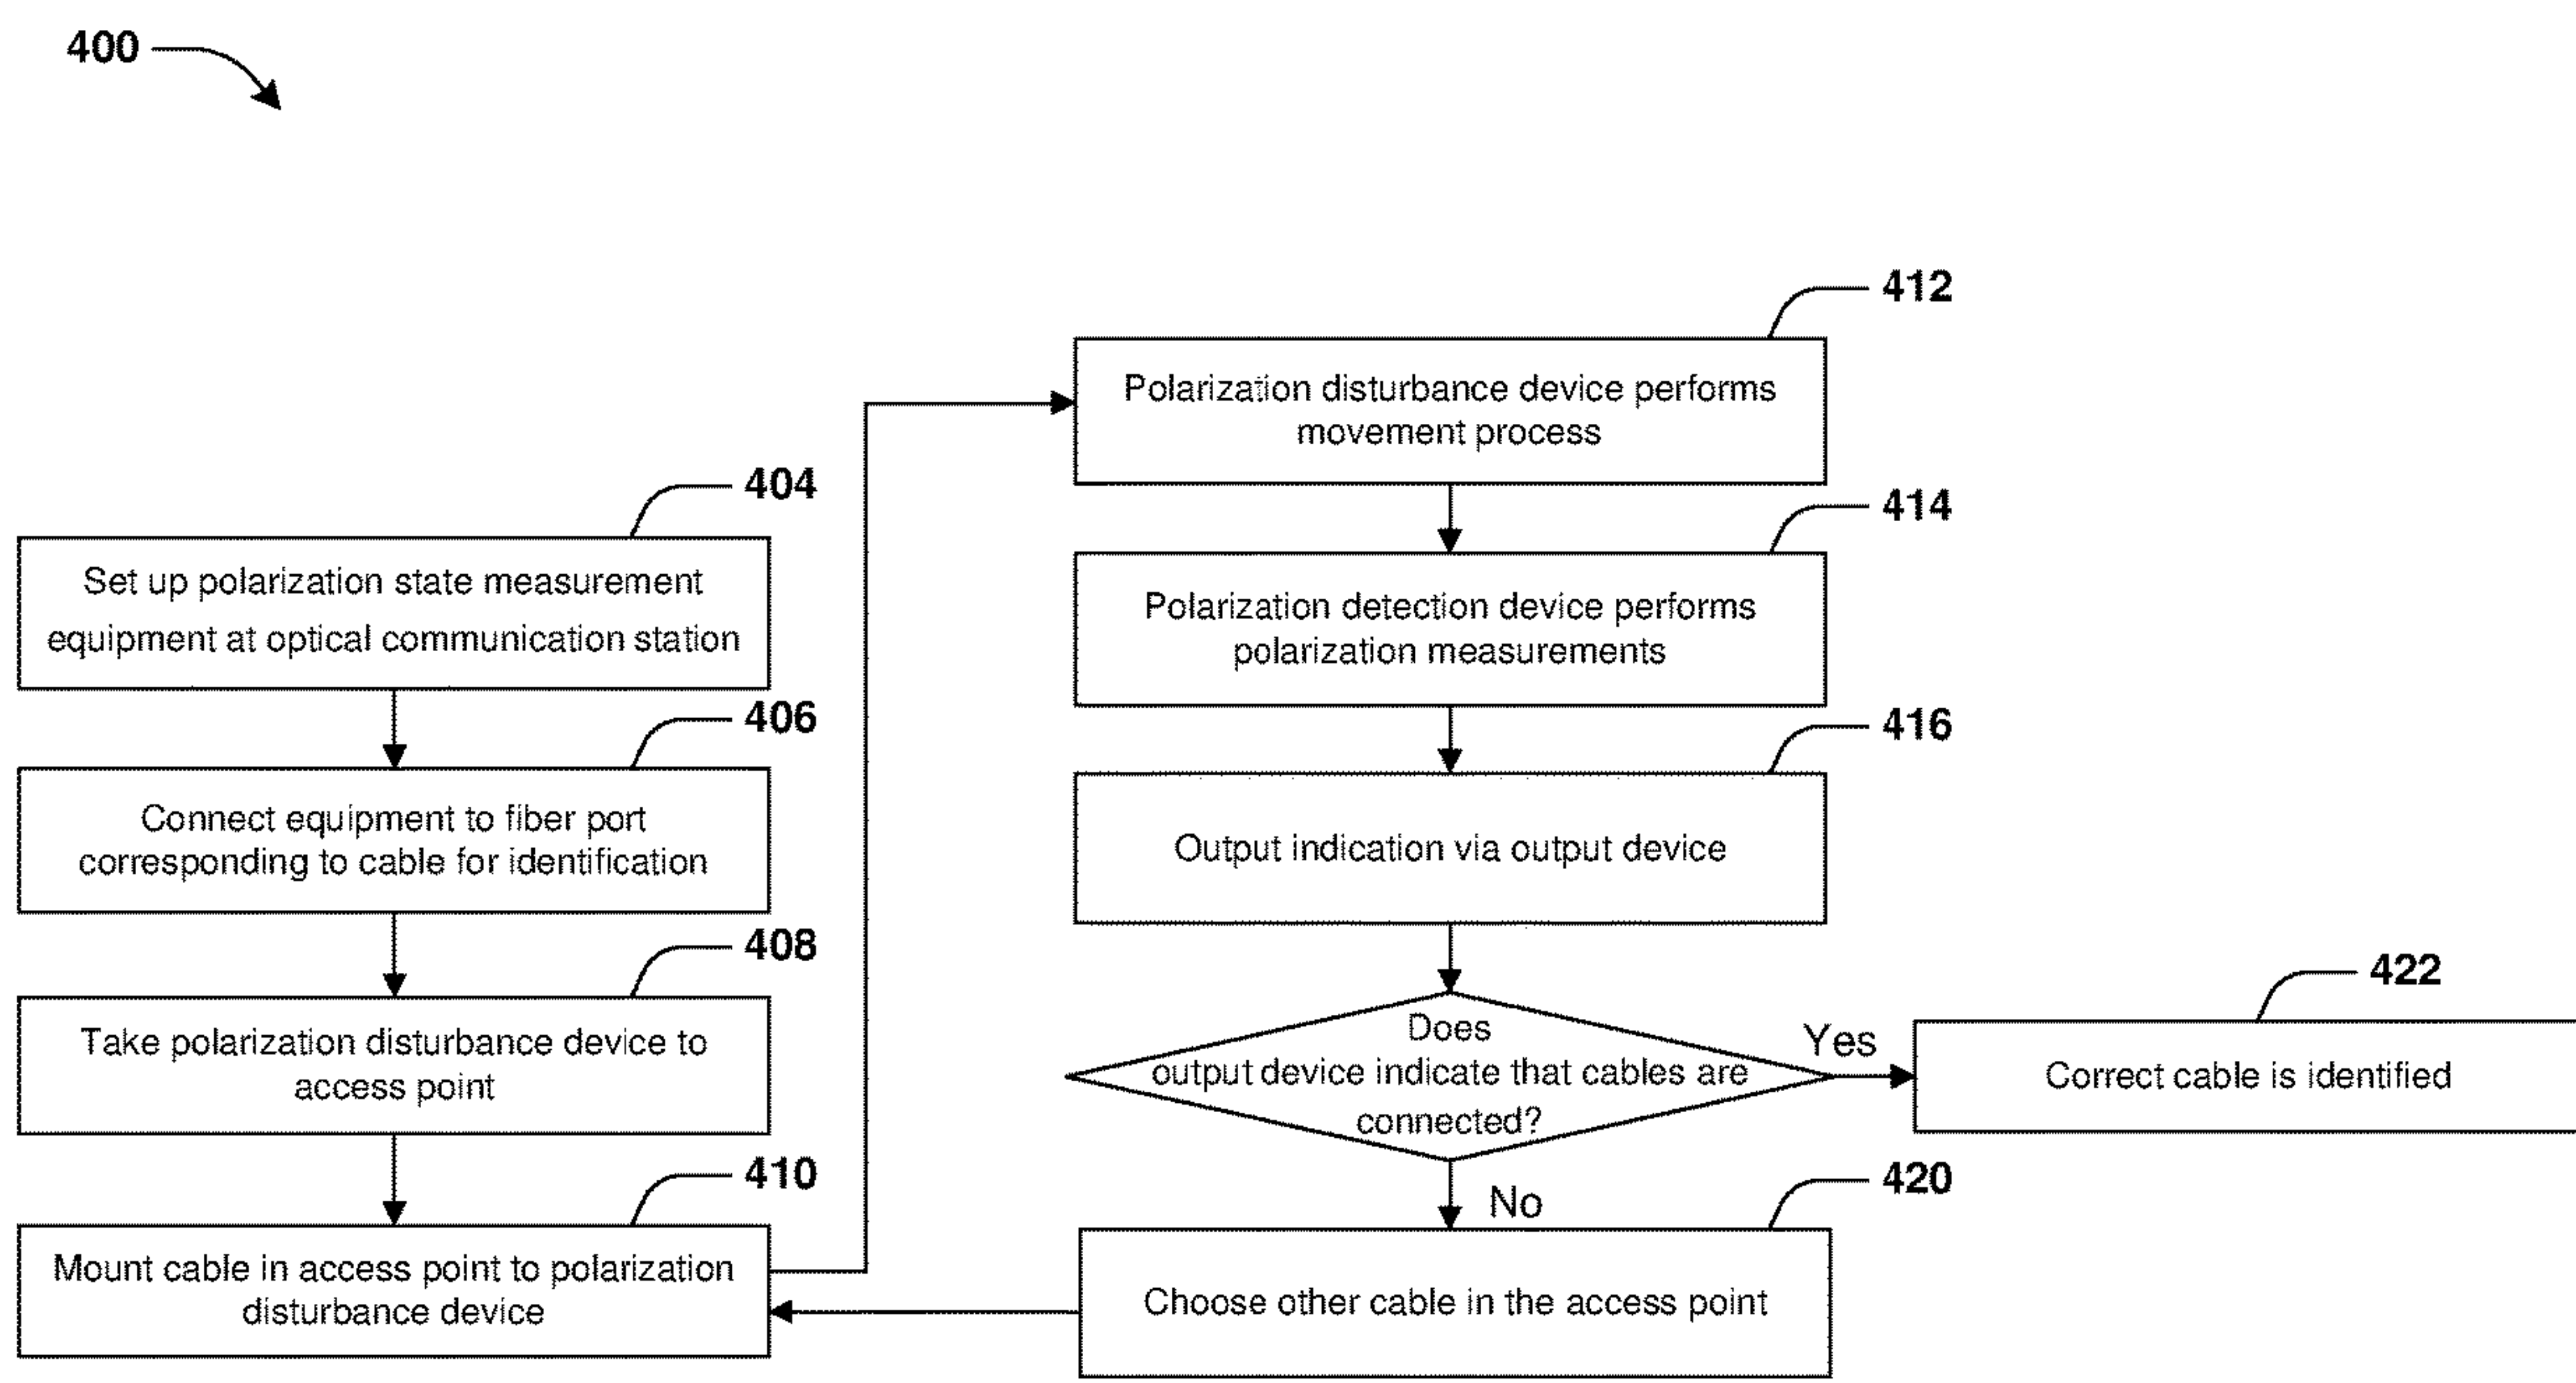 400
404
Set up polarization state measurement
equipment at optical communication station
406
Connect equipment to fiber port
corresponding to cable for identification
408
Take polarization disturbance device to
access point
410
Mount cable in access point to polarization
disturbance device
412
Polarization disturbance device performs
movement process
414
Polarization detection device performs
polarization measurements
416
Output indication via output device
Does
output device indicate that cables are
connected?
Yes
422
Correct cable is identified
No
420
Choose other cable in the access point